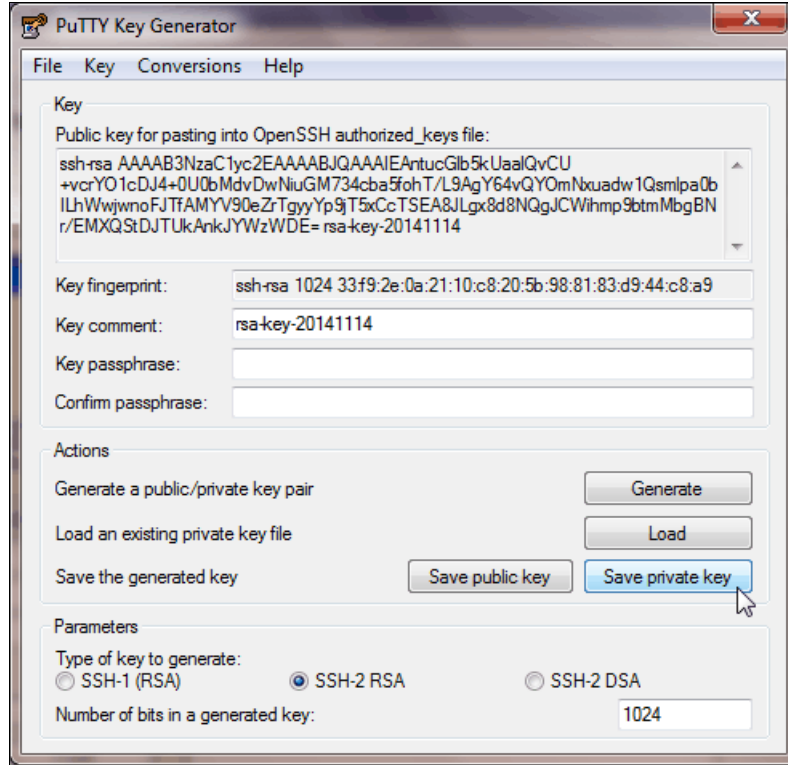 PuTTY Key Generator
File Key Conversions Help
Key
Public key for pasting into OpenSSH authorized_keys file:
ssh-rsa AAAAB3NzaC1yc2EAAAABJQAAAIEAntucGlb5kUaalQvCU
+vcrYO1cDJ4+0U0bMdvDwNiuGM734cba5fohT/L9AgY64vQYOmNxuadw1Qsmlpa0b
ILhWwjwnoFJTfAMYV90eZrTgyyYp9jT5xCcTSEA8JLgx8d8NQgJCWihmp9btmMbgBN
r/EMXQStDJTUkAnkJYWzWDE= rsa-key-20141114
Key fingerprint: ssh-rsa 1024 33:f9:2e:0a:21:10:c8:20:5b:98:81:83:d9:44:c8:a9
Key comment: rsa-key-20141114
Key passphrase:
Confirm passphrase:
Actions
Generate a public/private key pair Generate
Load an existing private key file Load
Save the generated key Save public key Save private key
Parameters
Type of key to generate:
SSH-1 (RSA) SSH-2 RSA SSH-2 DSA
Number of bits in a generated key: 1024